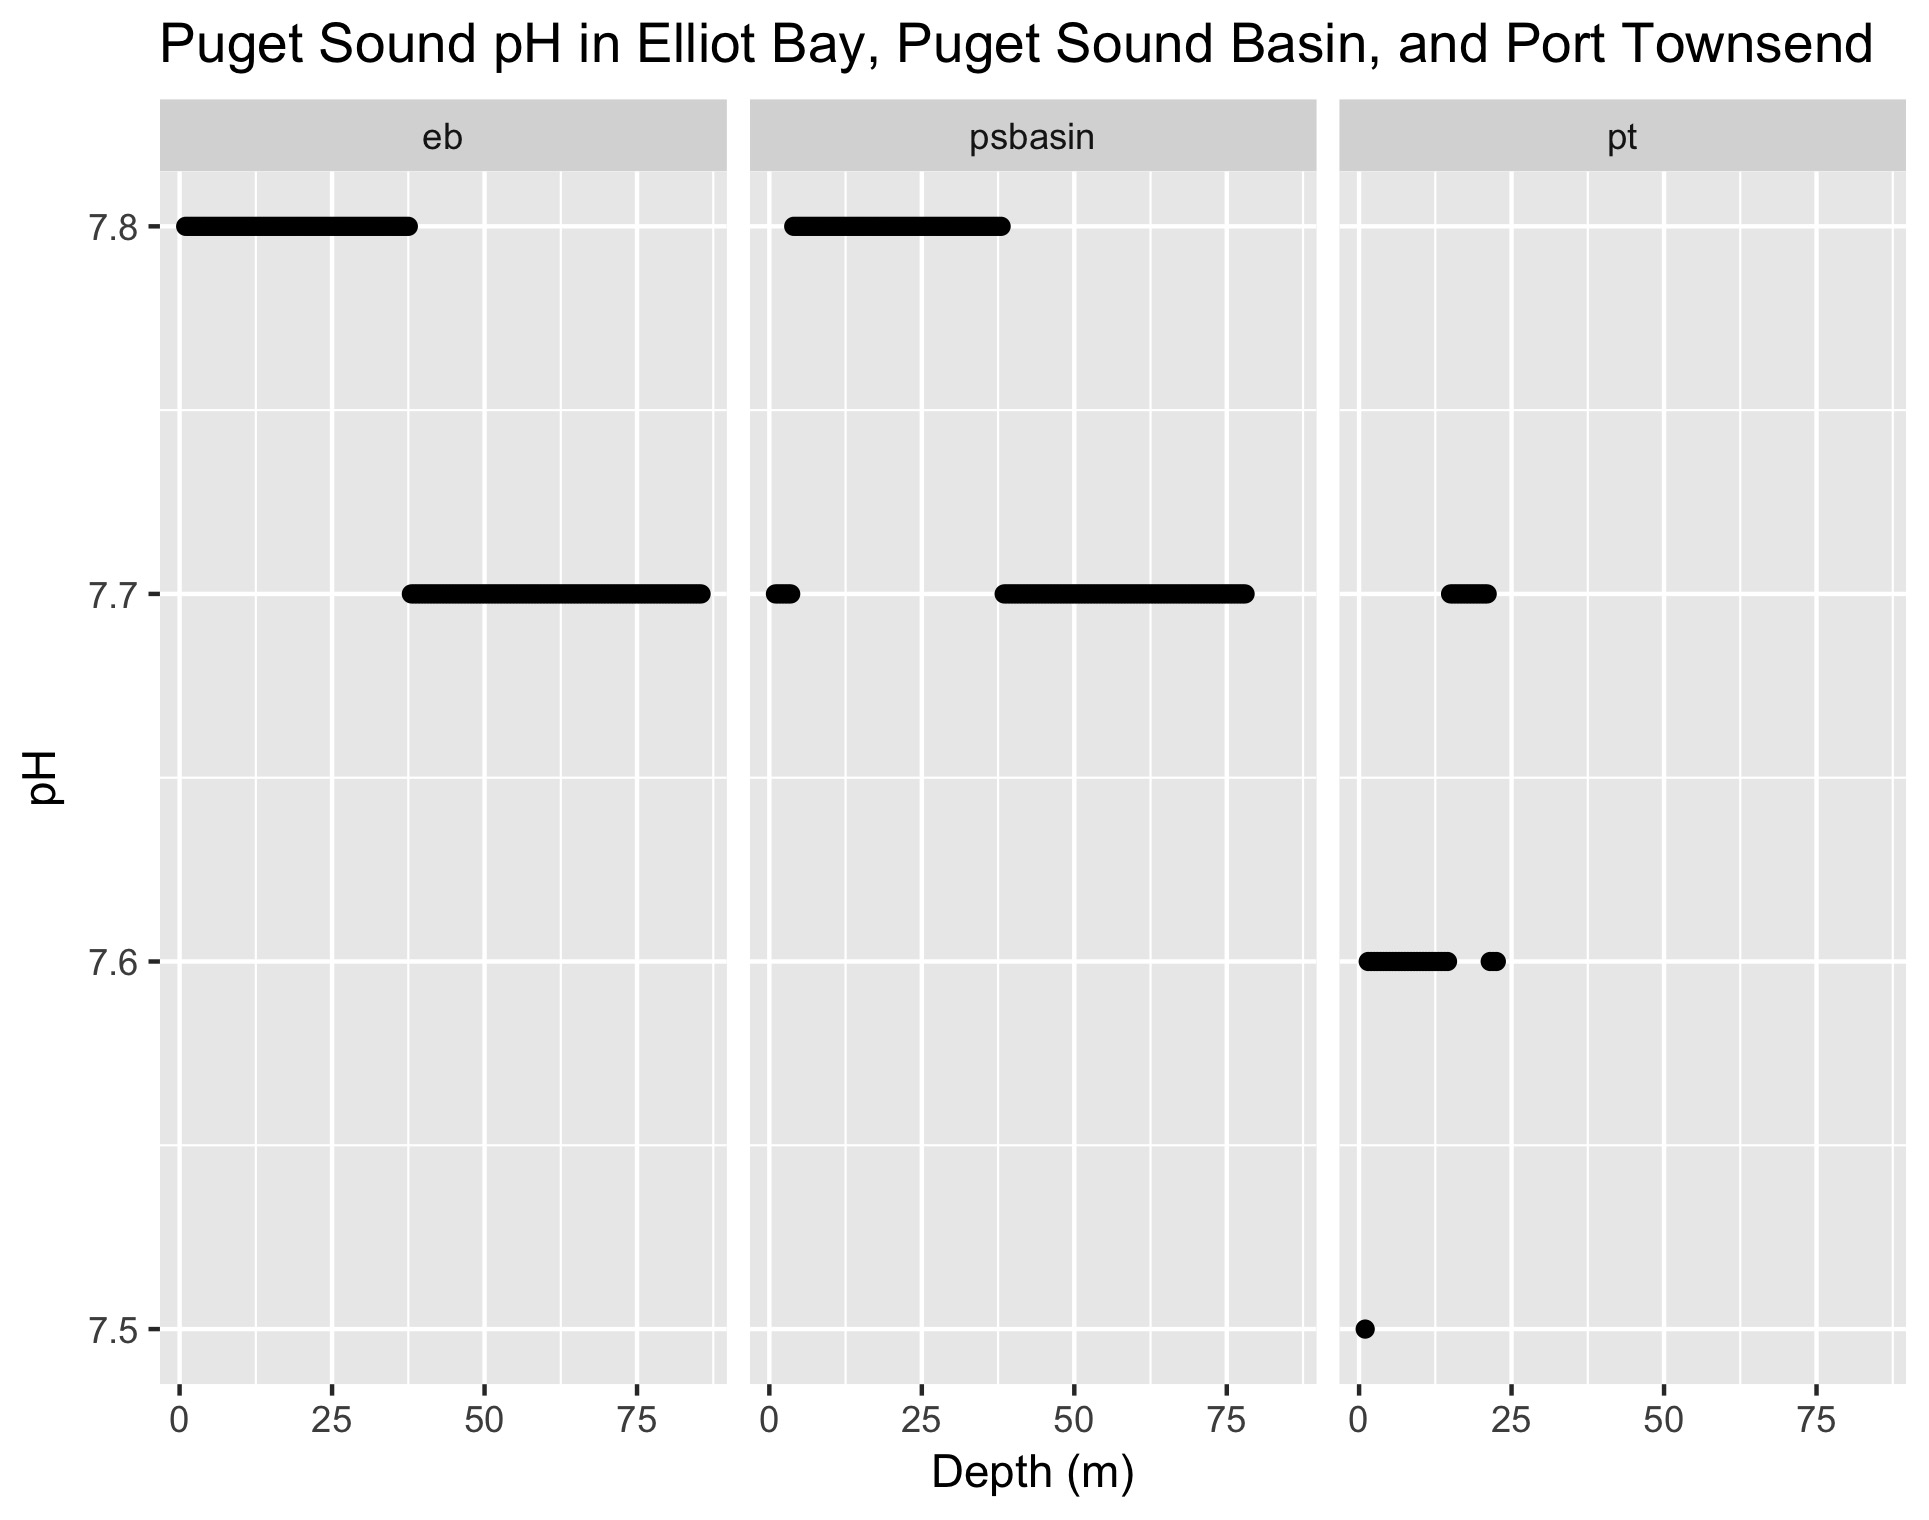 Puget Sound pH in Elliot Bay, Puget Sound Basin, and Port Townsend
eb psbasin pt
7.8
7.7
7.6
7.5
pH
0 25 50 75 0 25 50 75 0 25 50 75
Depth (m)